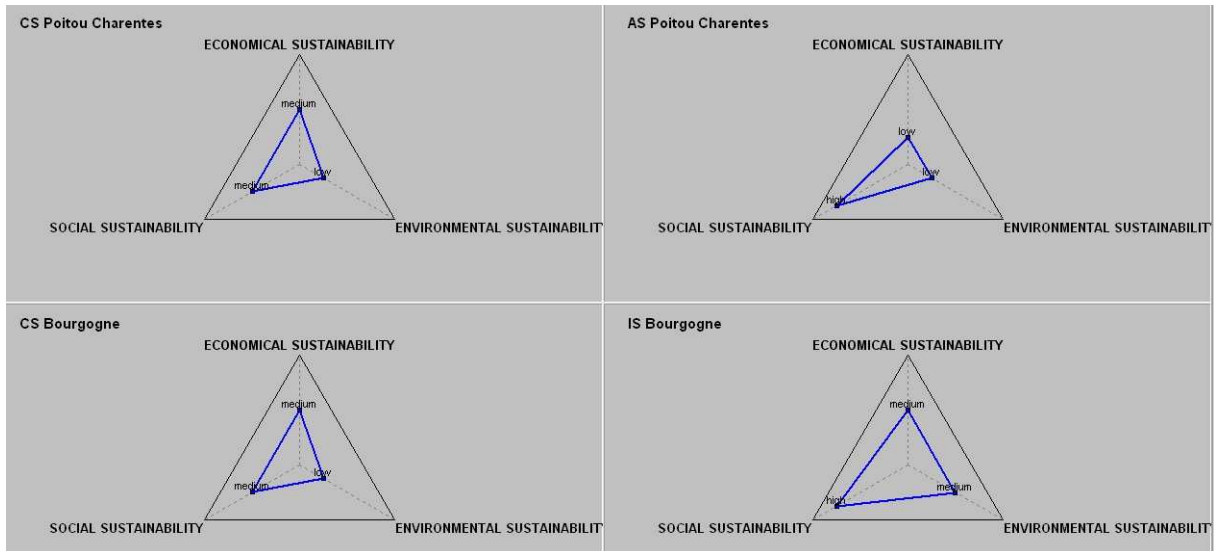 CS Poitou Charentes
ECONOMICAL SUSTAINABILITY
medium
medium
low
SOCIAL SUSTAINABILITY
ENVIRONMENTAL SUSTAINABILIT
AS Poitou Charentes
ECONOMICAL SUSTAINABILITY
low
low
high
SOCIAL SUSTAINABILITY
ENVIRONMENTAL SUSTAINABILIT
CS Bourgogne
ECONOMICAL SUSTAINABILITY
medium
low
medium
SOCIAL SUSTAINABILITY
ENVIRONMENTAL SUSTAINABILIT
IS Bourgogne
ECONOMICAL SUSTAINABILITY
medium
medium
high
SOCIAL SUSTAINABILITY
ENVIRONMENTAL SUSTAINABILIT